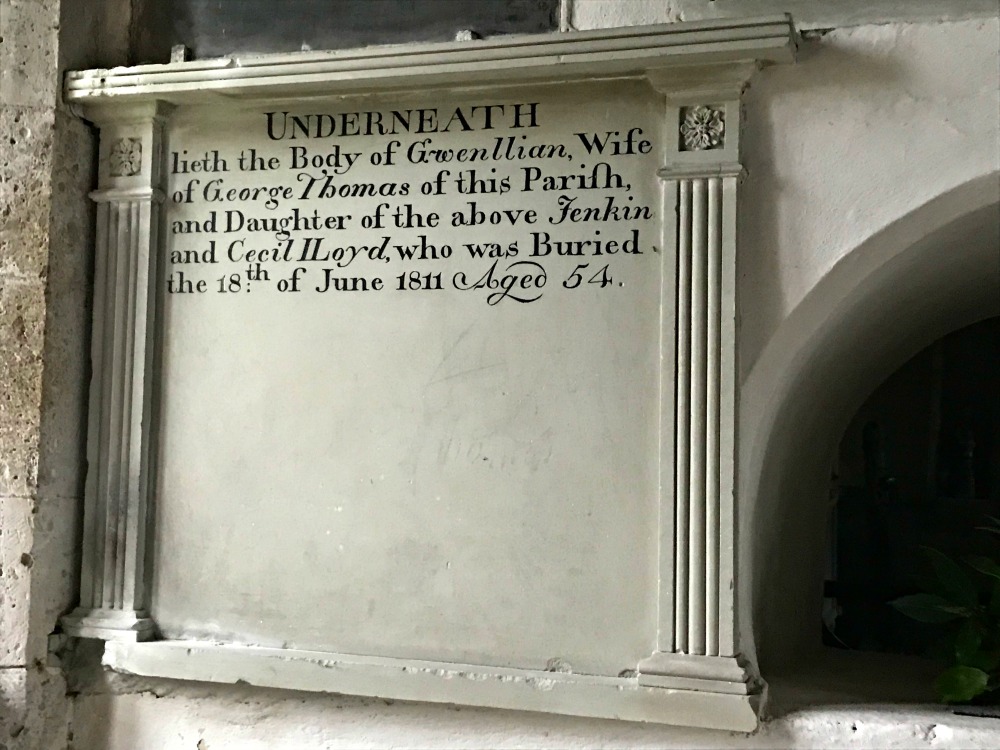 UNDERNEATH
lieth the Body of Gwenllian, Wife
of George Thomas of this Pariſh,
and Daughter of the above Jenkin
and Cecil lLoyd, who was Buried
the 18th of June 1811 Aged 54.